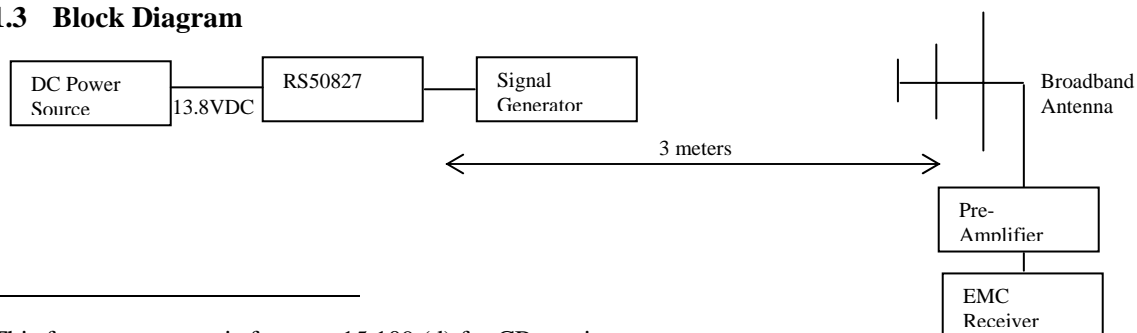 1.3 Block Diagram
DC Power
Source
13.8VDC
RS50827
Signal
Generator
Broadband
Antenna
3 meters
Pre-
Amplifier
EMC
Receiver